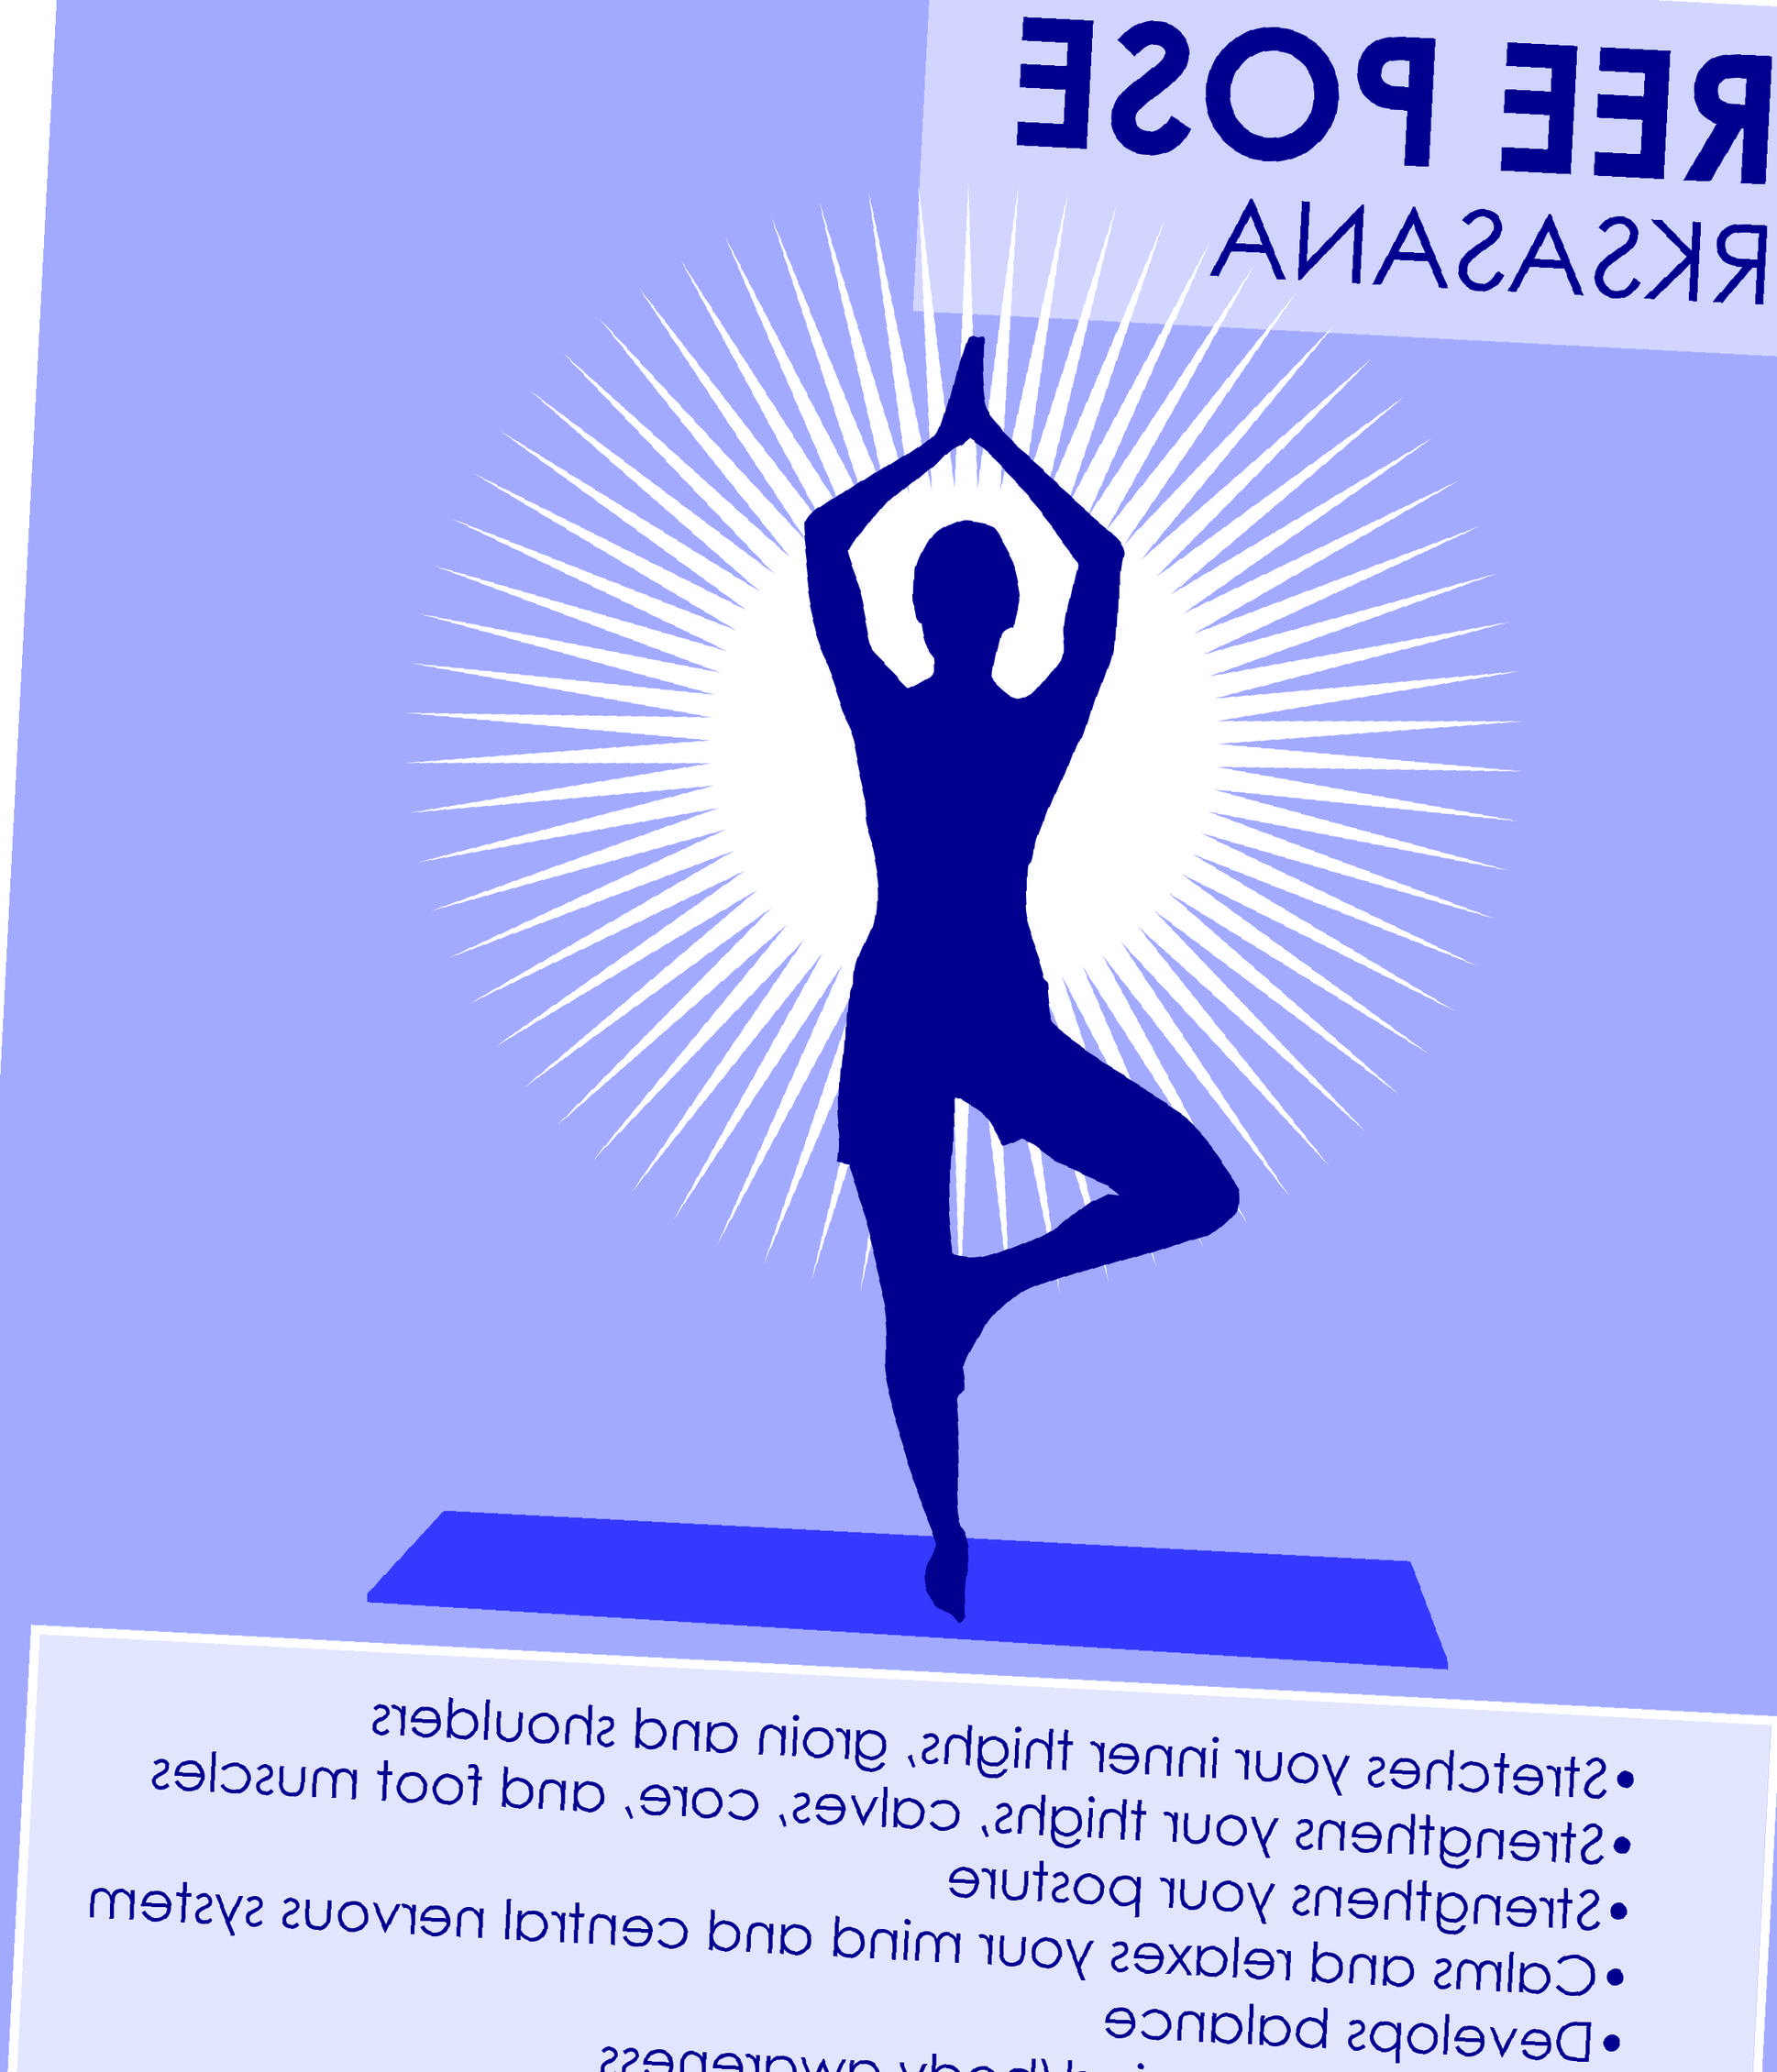 REE POSE
RKSASANA
•Stretches your inner thighs, groin and shoulders
•Strengthens your thighs, calves, core, and foot muscles
•Strengthens your posture
•Calms and relaxes your mind and central nervous system
•Develops balance
awareness